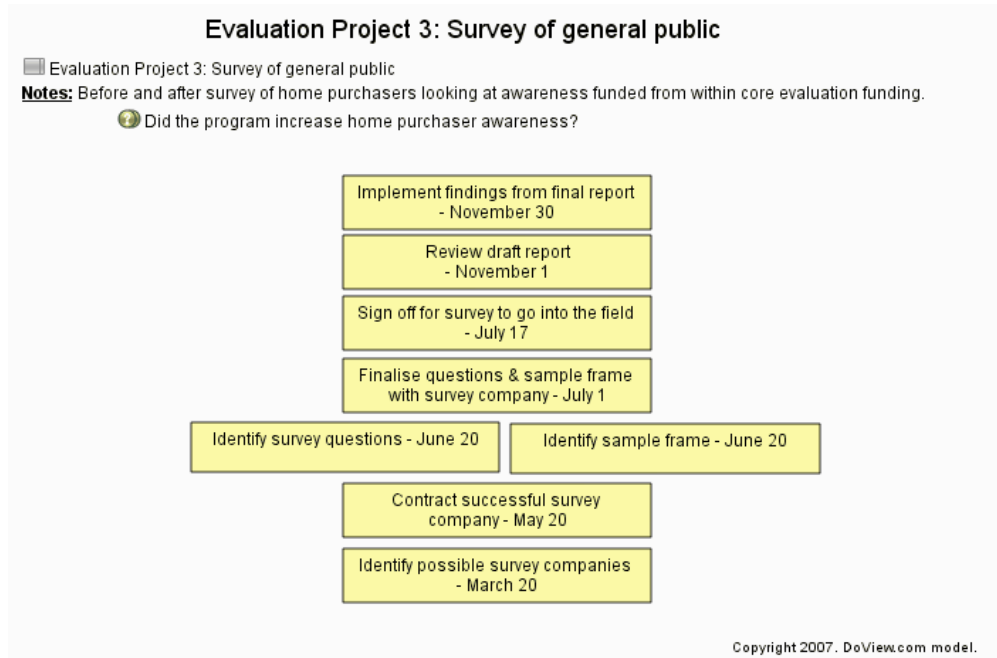 Evaluation Project 3: Survey of general public
Evaluation Project 3: Survey of general public
Notes: Before and after survey of home purchasers looking at awareness funded from within core evaluation funding.
Did the program increase home purchaser awareness?
Implement findings from final report
- November 30
Review draft report
- November 1
Sign off for survey to go into the field
- July 17
Finalise questions & sample frame
with survey company - July 1
Identify survey questions - June 20
Identify sample frame - June 20
Contract successful survey
company - May 20
Identify possible survey companies
- March 20
Copyright 2007. DoView.com model.